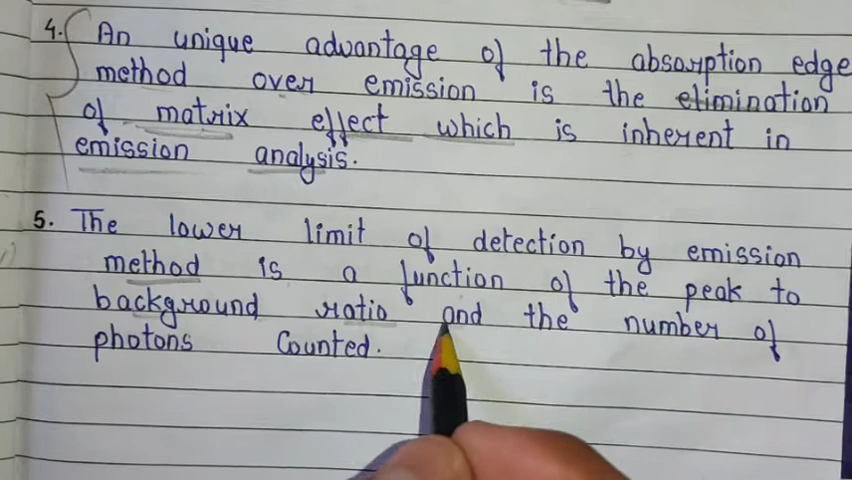 4. An unique advantage of the absorption edge
method over emission is the elimination
of matrix effect which is inherent in
emission analysis.
5. The lower limit of detection by emission
method is a function of the peak to
background ratio and the number of
photons Counted.